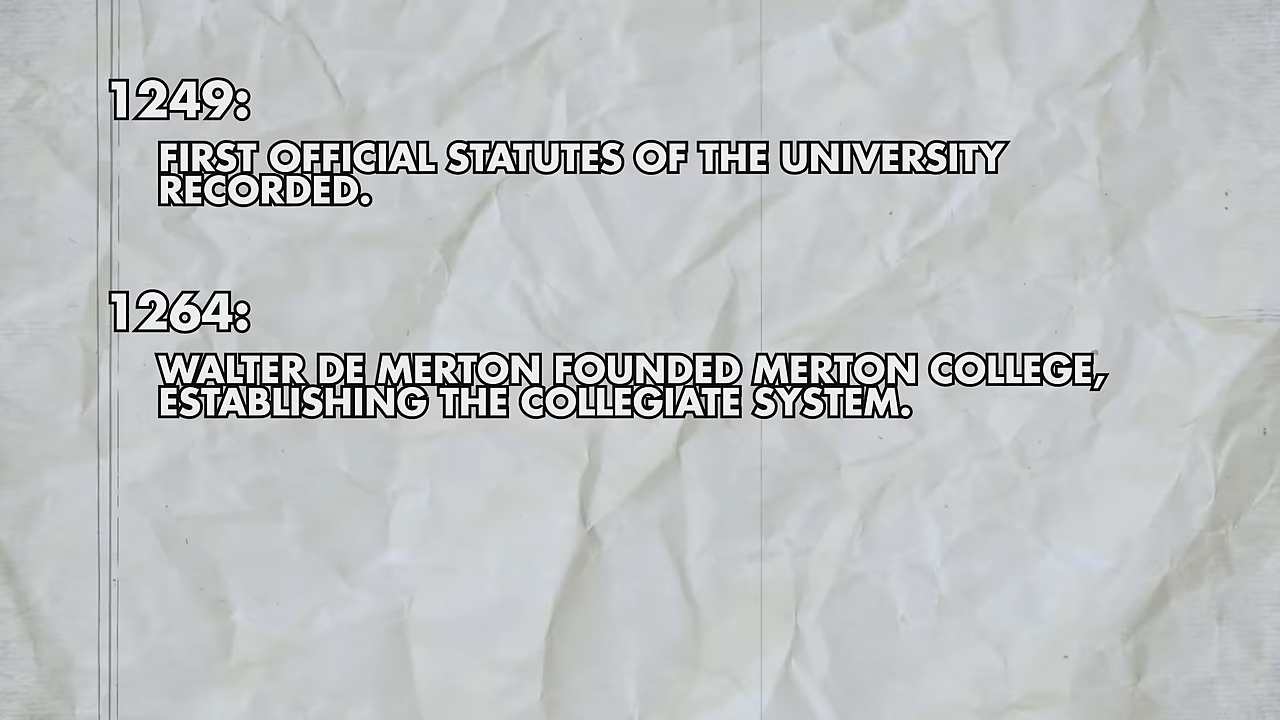 1249:
FIRST OFFICIAL STATUTES OF THE UNIVERSITY
RECORDED.
1264:
WALTER DE MERTON FOUNDED MERTON COLLEGE,
ESTABLISHING THE COLLEGIATE SYSTEM.